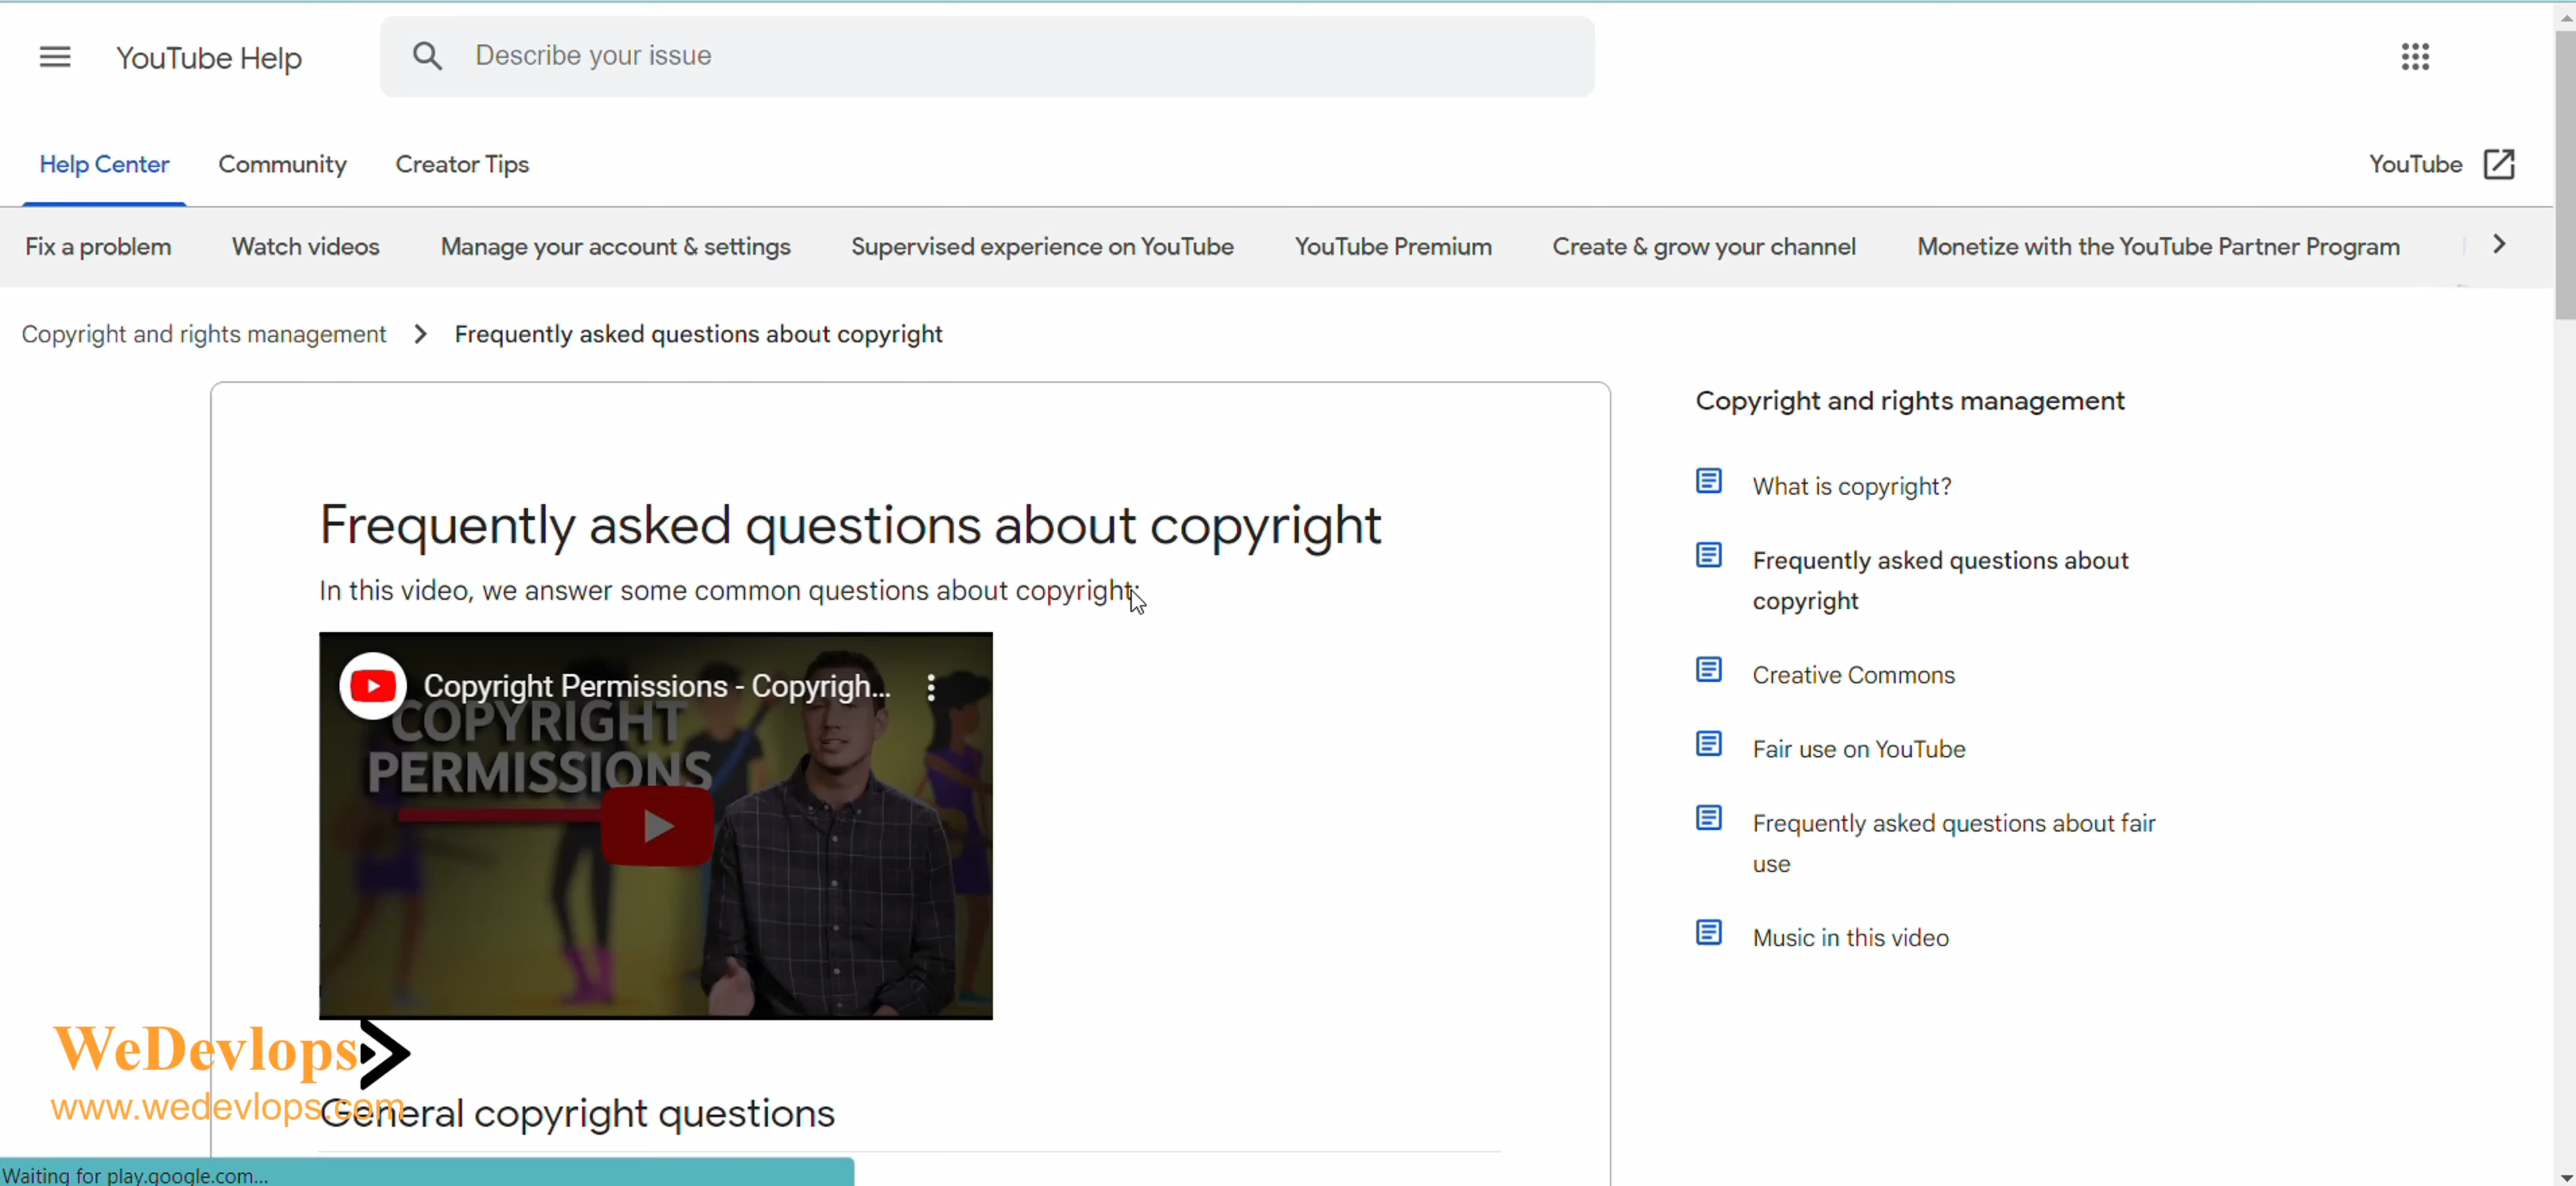 YouTube Help
Describe your issue
Help Center
Community
Creator Tips
YouTube
Fix a problem
Watch videos
Manage your account & settings
Supervised experience on YouTube
YouTube Premium
Create & grow your channel
Monetize with the YouTube Partner Program
Copyright and rights management
Frequently asked questions about copyright
Frequently asked questions about copyright
In this video, we answer some common questions about copyright:
Copyright Permissions - Copyrigh...
COPYRIGHT
PERMISSIONS
General copyright questions
Copyright and rights management
What is copyright?
Frequently asked questions about
copyright
Creative Commons
Fair use on YouTube
Frequently asked questions about fair
use
Music in this video
WeDevlops
www.wedevlops.com
Waiting for play.google.com...